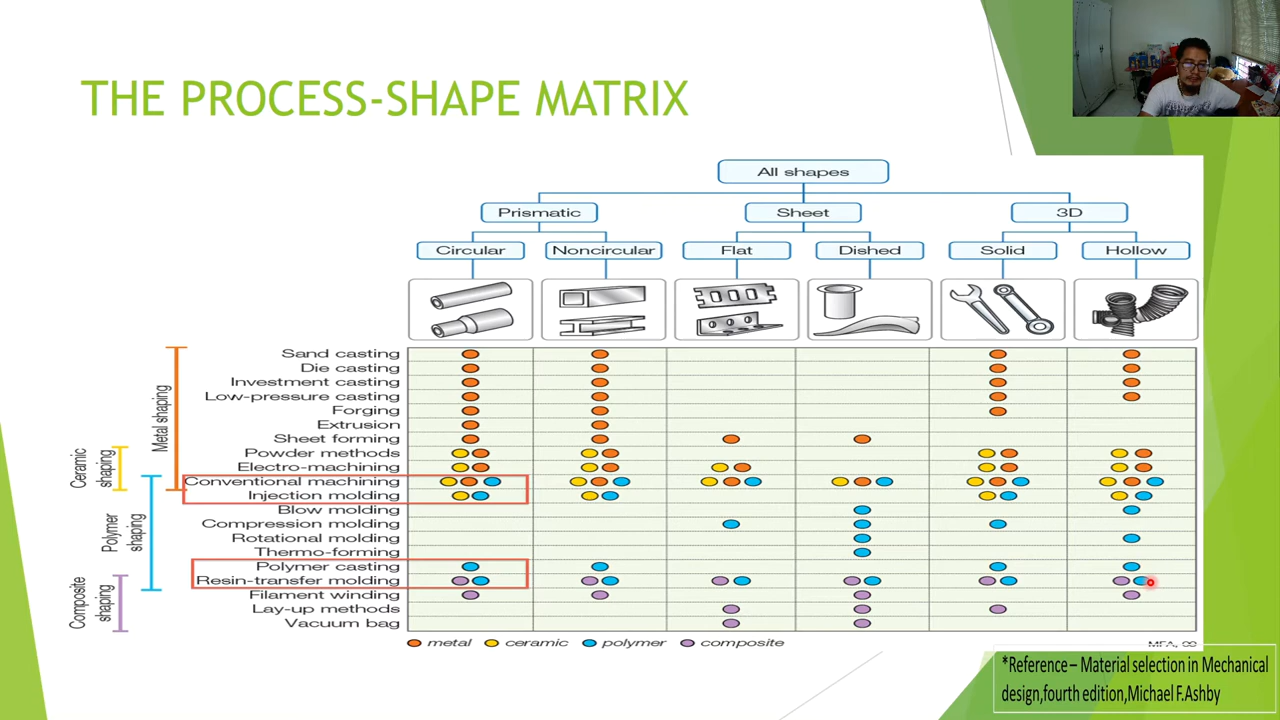 THE PROCESS-SHAPE MATRIX
All shapes
Prismatic
Sheet
3D
Circular
Noncircular
Flat
Dished
Solid
Hollow
Sand casting
Die casting
Investment casting
Low-pressure casting
Forging
Extrusion
Sheet forming
Powder methods
Electro-machining
Conventional machining
Injection molding
Blow molding
Compression molding
Rotational molding
Thermo-forming
Polymer casting
Resin-transfer molding
Filament winding
Lay-up methods
Vacuum bag
Metal shaping
Ceramic
shaping
Polymer
shaping
Composite
shaping
metal
ceramic
polymer
composite
*Reference – Material selection in Mechanical
design,fourth edition,Michael F.Ashby